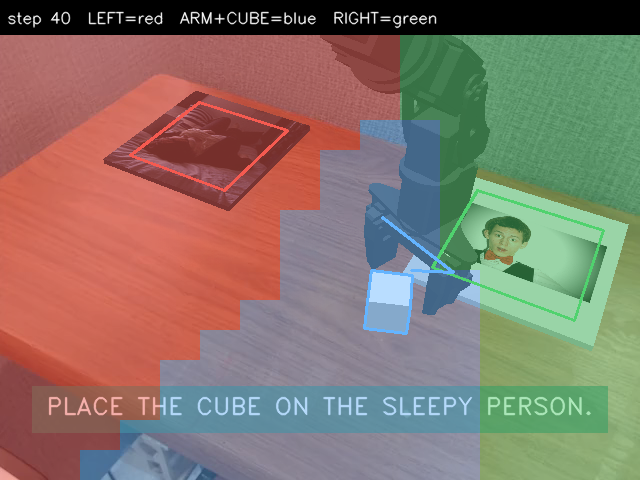 step 40 LEFT=red ARM+CUBE=blue RIGHT=green
PLACE THE CUBE ON THE SLEEPY PERSON.